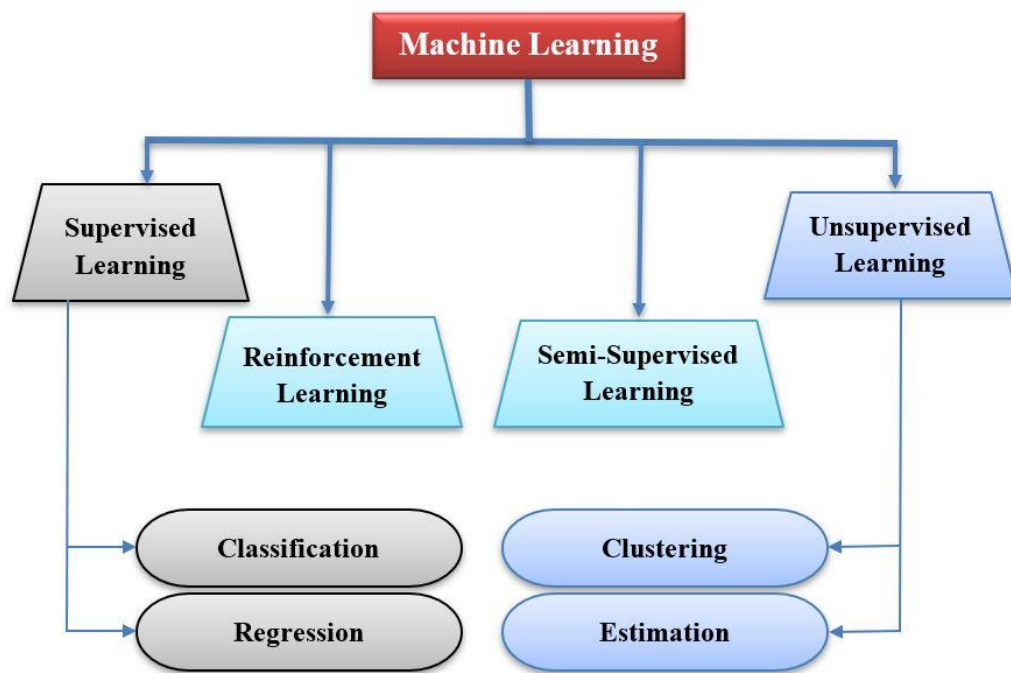 Machine Learning
Supervised
Learning
Unsupervised
Learning
Reinforcement
Learning
Semi-Supervised
Learning
Classification
Clustering
Regression
Estimation